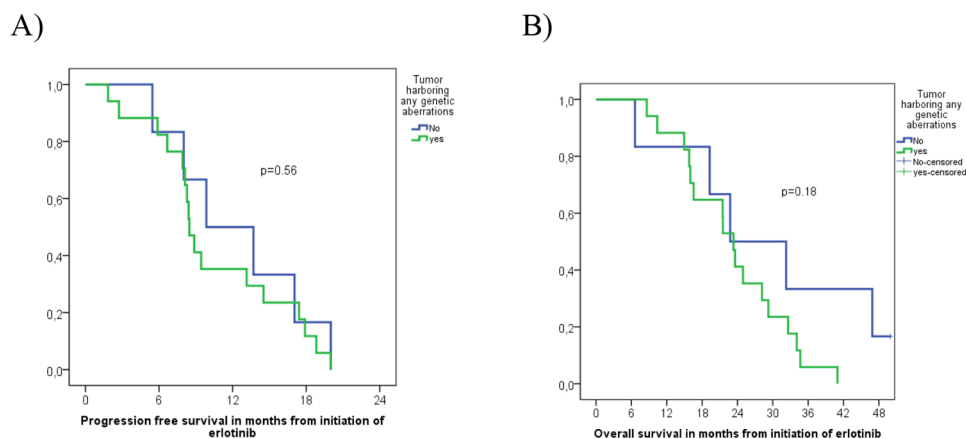 A)
Tumor
harboring
any genetic
aberrations
No
yes
1,0
0,8
0,6
0,4
0,2
0,0
p=0.56
0
6
12
18
24
Progression free survival in months from initiation of
erlotinib
B)
Tumor
harboring any
genetic
aberrations
No
yes
No-censored
yes-censored
1,0
0,8
0,6
0,4
0,2
0,0
p=0.18
0
6
12
18
24
30
36
42
48
Overall survival in months from initiation of erlotinib